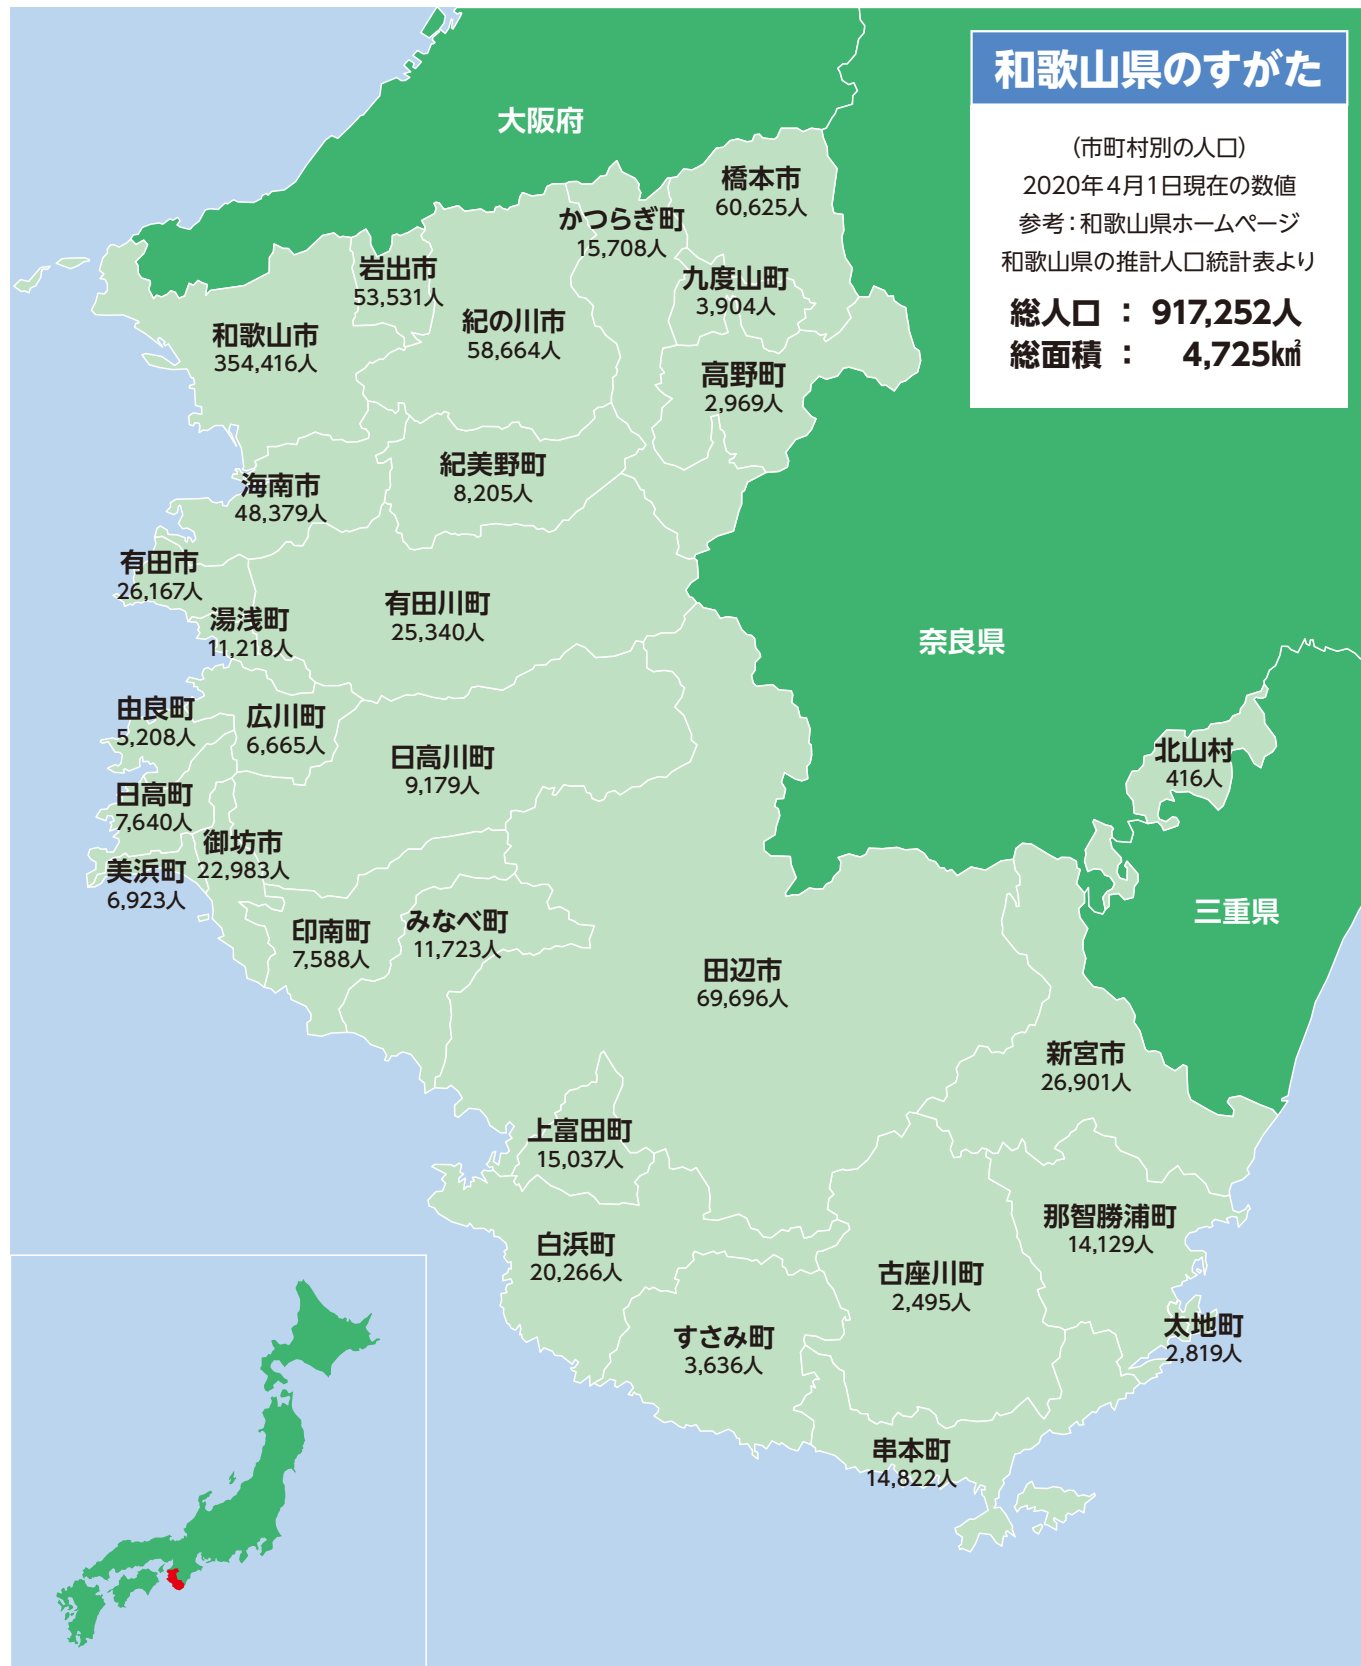 和歌山県のすがた
(市町村別の人口)
2020年4月1日現在の数値
参考：和歌山県ホームページ
和歌山県の推計人口統計表より
総人口 ： 917,252人
総面積 ： 4,725㎢
大阪府
橋本市
60,625人
かつらぎ町
15,708人
岩出市
53,531人
九度山町
3,904人
和歌山市
354,416人
紀の川市
58,664人
高野町
2,969人
紀美野町
8,205人
海南市
48,379人
有田市
26,167人
有田川町
25,340人
湯浅町
11,218人
奈良県
由良町
5,208人
広川町
6,665人
日高川町
9,179人
北山村
416人
日高町
7,640人
御坊市
22,983人
美浜町
6,923人
印南町
7,588人
みなべ町
11,723人
三重県
田辺市
69,696人
新宮市
26,901人
上富田町
15,037人
那智勝浦町
14,129人
白浜町
20,266人
古座川町
2,495人
すさみ町
3,636人
太地町
2,819人
串本町
14,822人